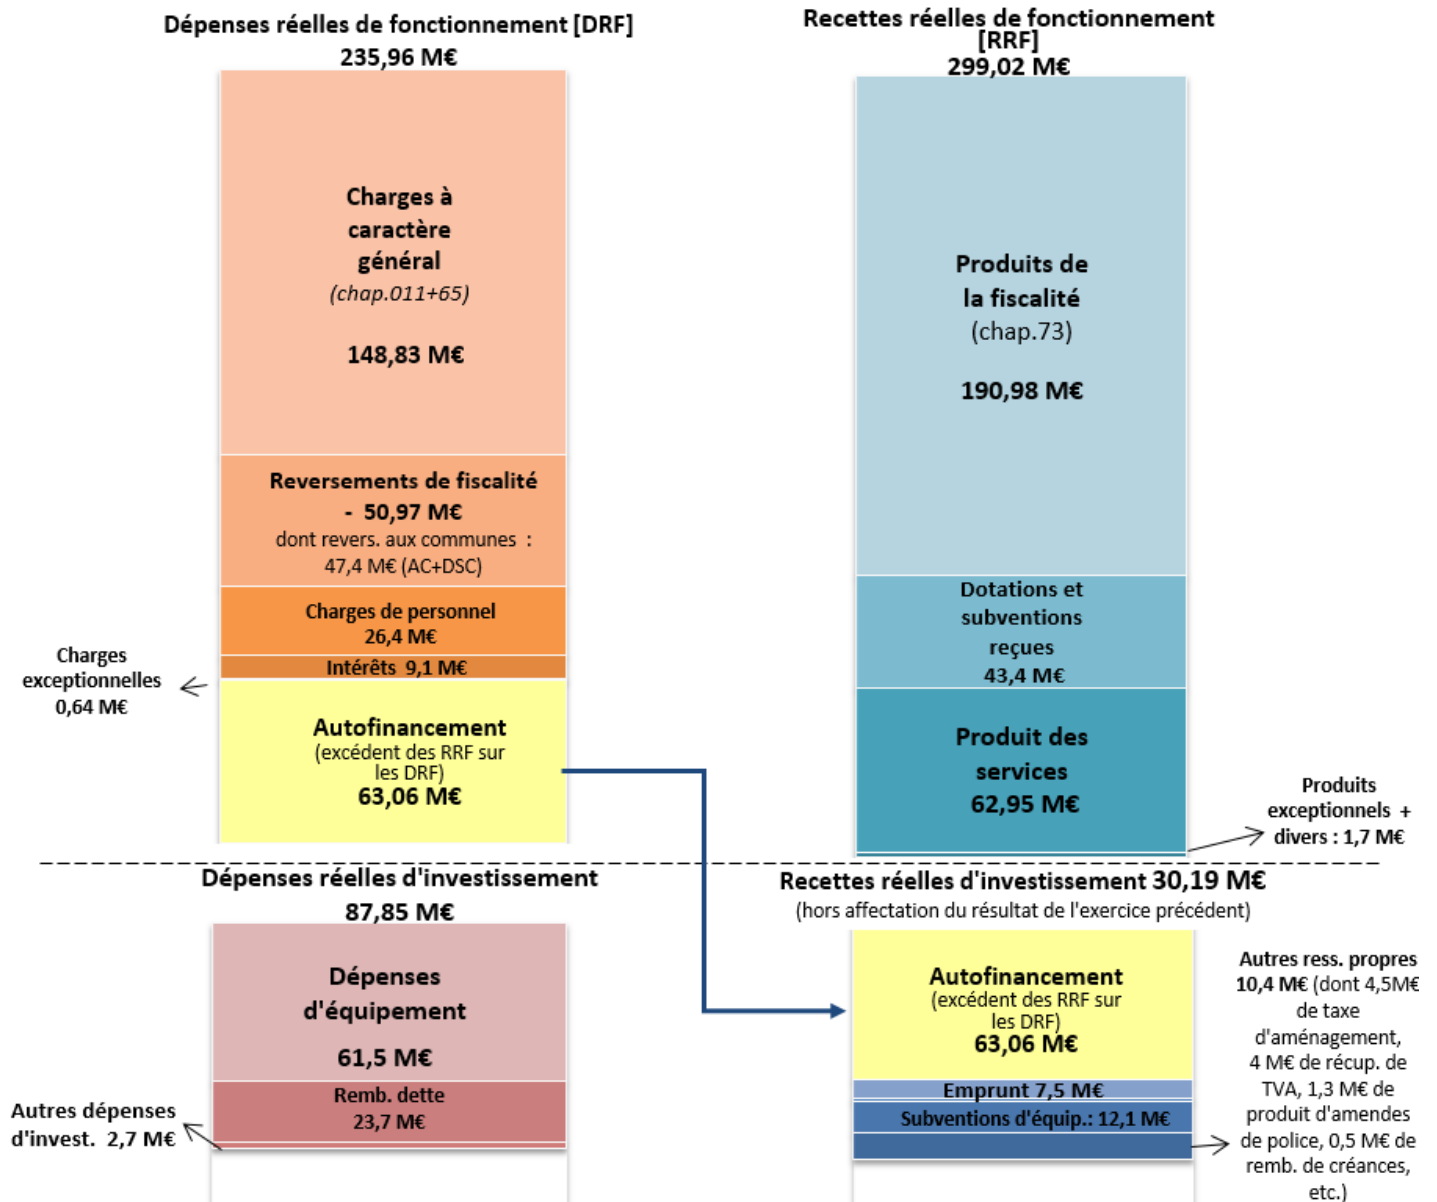 Dépenses réelles de fonctionnement [DRF]
235,96 M€
Charges à
caractère
général
(chap.011+65)
148,83 M€
Reversements de fiscalité
- 50,97 M€
dont revers. aux communes :
47,4 M€ (AC+DSC)
Charges de personnel
26,4 M€
Intérêts 9,1 M€
Charges
exceptionnelles
0,64 M€
Autofinancement
(excédent des RRF sur
les DRF)
63,06 M€
Recettes réelles de fonctionnement
[RRF]
299,02 M€
Produits de
la fiscalité
(chap.73)
190,98 M€
Dotations et
subventions
reçues
43,4 M€
Produit des
services
62,95 M€
Produits
exceptionnels +
divers : 1,7 M€
Dépenses réelles d'investissement
87,85 M€
Dépenses
d'équipement
61,5 M€
Remb. dette
23,7 M€
Autres dépenses
d'invest. 2,7 M€
Recettes réelles d'investissement 30,19 M€
(hors affectation du résultat de l'exercice précédent)
Autofinancement
(excédent des RRF sur
les DRF)
63,06 M€
Emprunt 7,5 M€
Subventions d'équip.: 12,1 M€
Autres ress. propres
10,4 M€ (dont 4,5M€
de taxe
d'aménagement,
4 M€ de récup. de
TVA, 1,3 M€ de
produit d'amendes
de police, 0,5 M€ de
remb. de créances,
etc.)